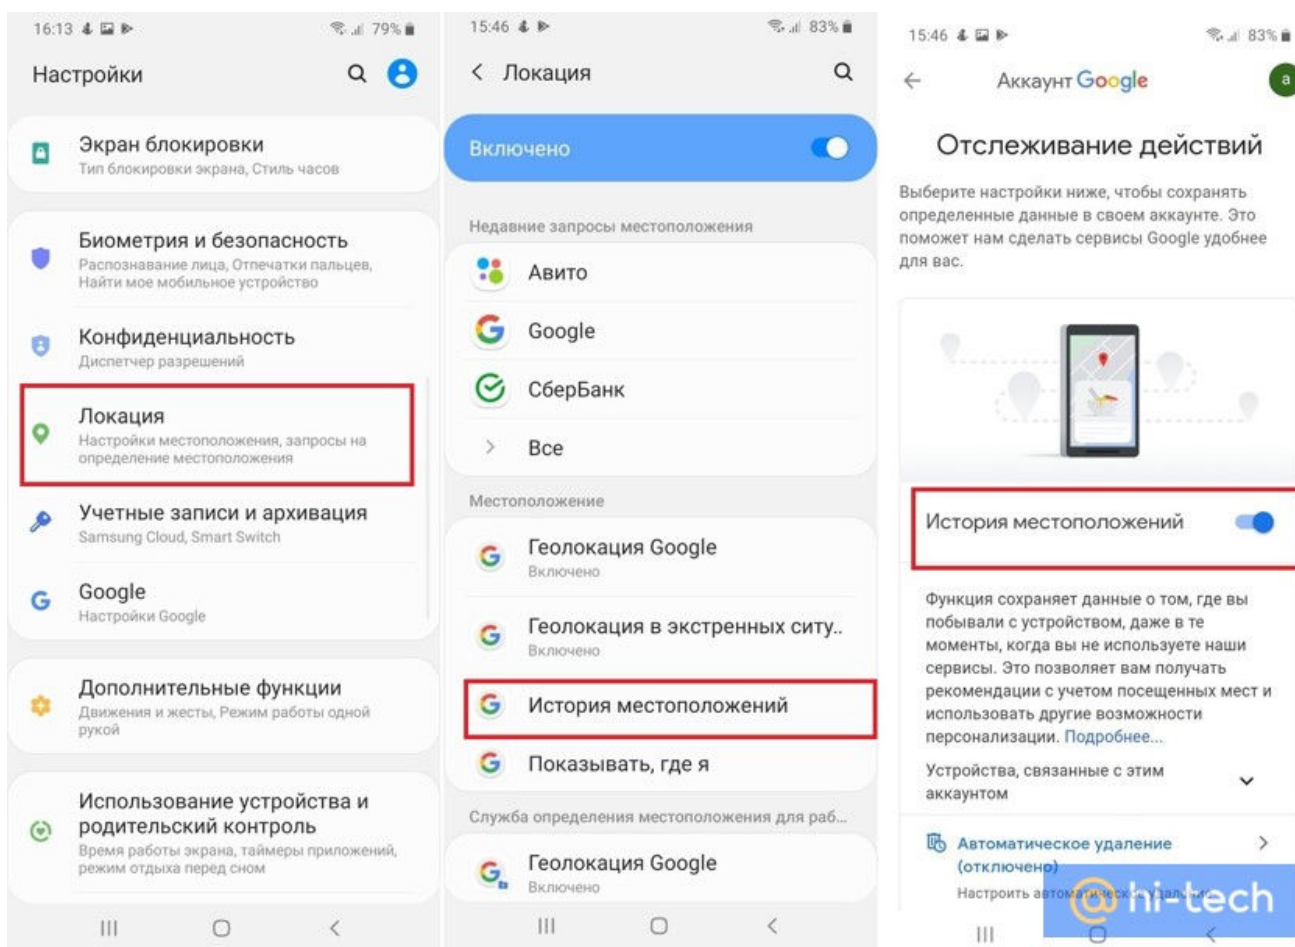 16:13
79%
Настройки
Экран блокировки
Тип блокировки экрана, Стиль часов
Биометрия и безопасность
Распознавание лица, Отпечатки пальцев,
Найти мое мобильное устройство
Конфиденциальность
Диспетчер разрешений
Локация
Настройки местоположения, запросы на
определение местоположения
Учетные записи и архивация
Samsung Cloud, Smart Switch
Google
Настройки Google
Дополнительные функции
Движения и жесты, Режим работы одной
рукой
Использование устройства и
родительский контроль
Время работы экрана, таймеры приложений,
режим отдыха перед сном
15:46
83%
Локация
Включено
Недавние запросы местоположения
Авито
Google
СберБанк
Все
Местоположение
Геолокация Google
Включено
Геолокация в экстренных ситу..
Включено
История местоположений
Показывать, где я
Служба определения местоположения для раб...
Геолокация Google
Включено
15:46
83%
Аккаунт Google
a
Отслеживание действий
Выберите настройки ниже, чтобы сохранять
определенные данные в своем аккаунте. Это
поможет нам сделать сервисы Google удобнее
для вас.
История местоположений
Функция сохраняет данные о том, где вы
побывали с устройством, даже в те
моменты, когда вы не используете наши
сервисы. Это позволяет вам получать
рекомендации с учетом посещенных мест и
использовать другие возможности
персонализации. Подробнее...
Устройства, связанные с этим
аккаунтом
Автоматическое удаление
(отключено)
Настроить автоматическое удаление
@ hi-tech